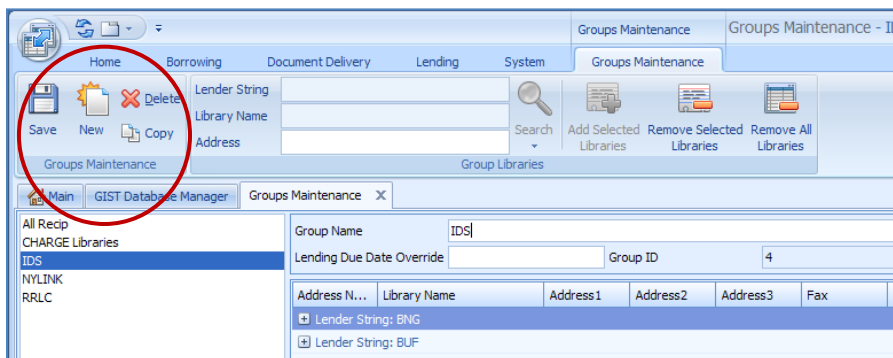 Groups Maintenance Groups Maintenance - I
Home Borrowing Document Delivery Lending System Groups Maintenance
Save New Delete Copy
Lender String
Library Name
Address
Search
Add Selected Libraries
Remove Selected Libraries
Remove All Libraries
Groups Maintenance Group Libraries
Main GIST Database Manager Groups Maintenance X
All Recip
CHARGE Libraries
IDS
NYLINK
RRLC
Group Name IDS
Lending Due Date Override Group ID 4
Address N... Library Name Address1 Address2 Address3 Fax
Lender String: BNG
Lender String: BUF